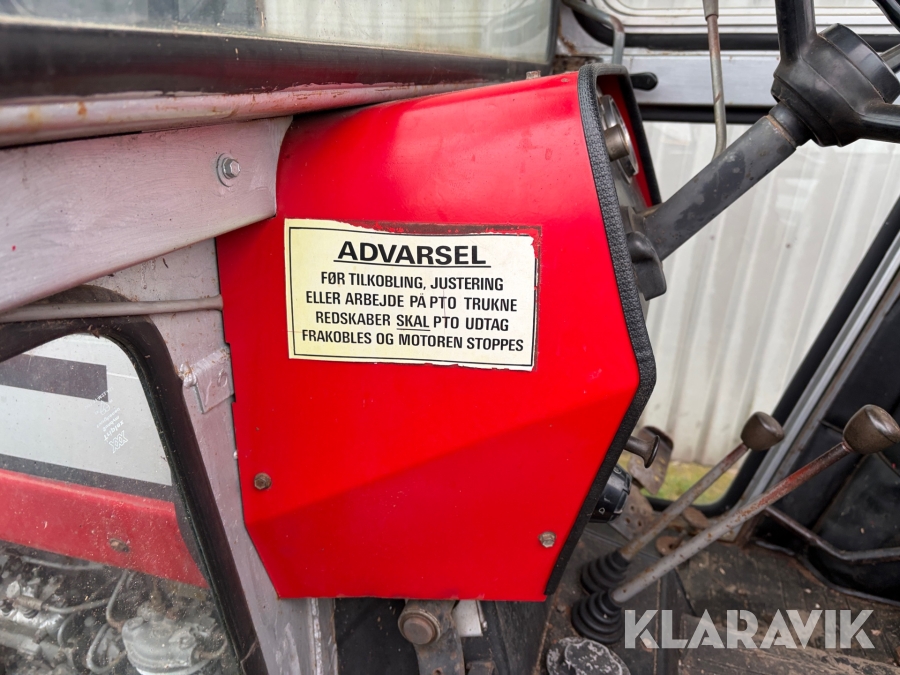 ADVARSEL
FØR TILKOBLING, JUSTERING
ELLER ARBEJDE PÅ PTO TRUKNE
REDSKABER SKAL PTO UDTAG
FRAKOBLES OG MOTOREN STOPPES
KLARAVIK